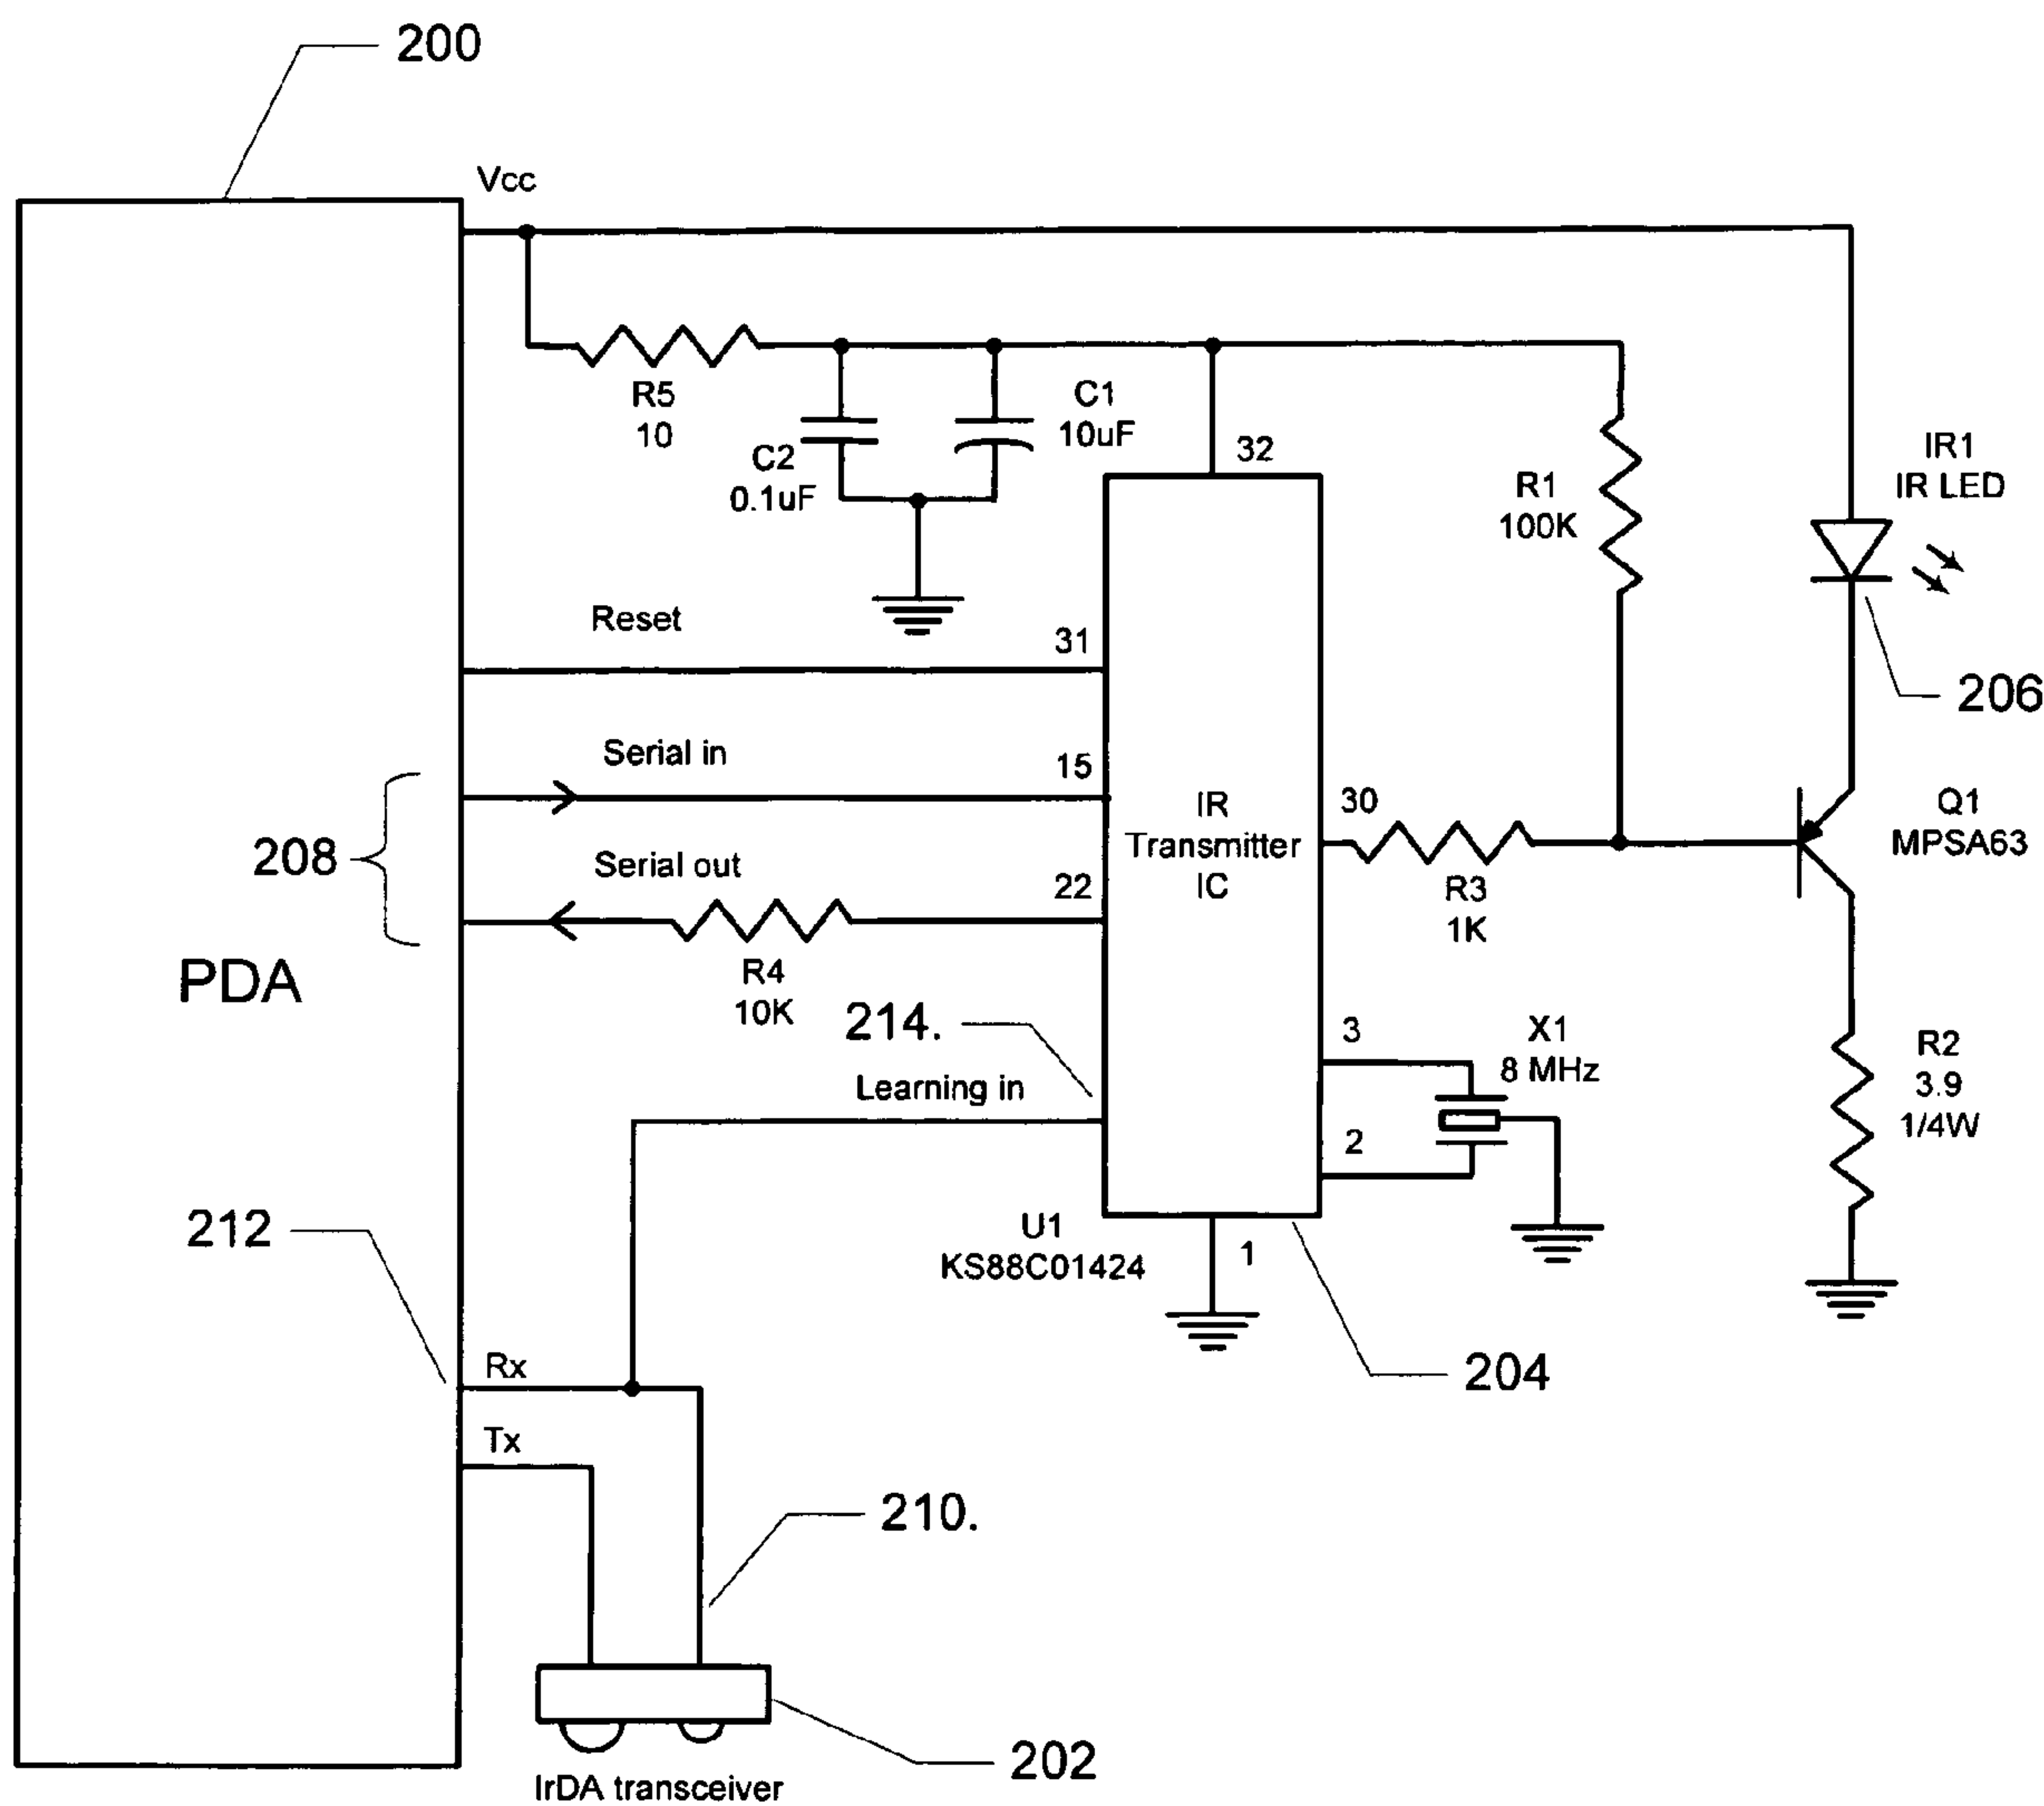 200
Vcc
R5
10
C1
10uF
C2
0.1uF
32
R1
100K
IR1
IR LED
Reset
31
206
Serial in
15
IR
Transmitter
IC
30
Q1
MPSA63
208
Serial out
22
R3
1K
PDA
R4
10K
214.
Learning in
3
X1
8 MHz
R2
3.9
1/4W
2
212
U1
KS88C01424
1
204
Rx
Tx
210.
202
IrDA transceiver